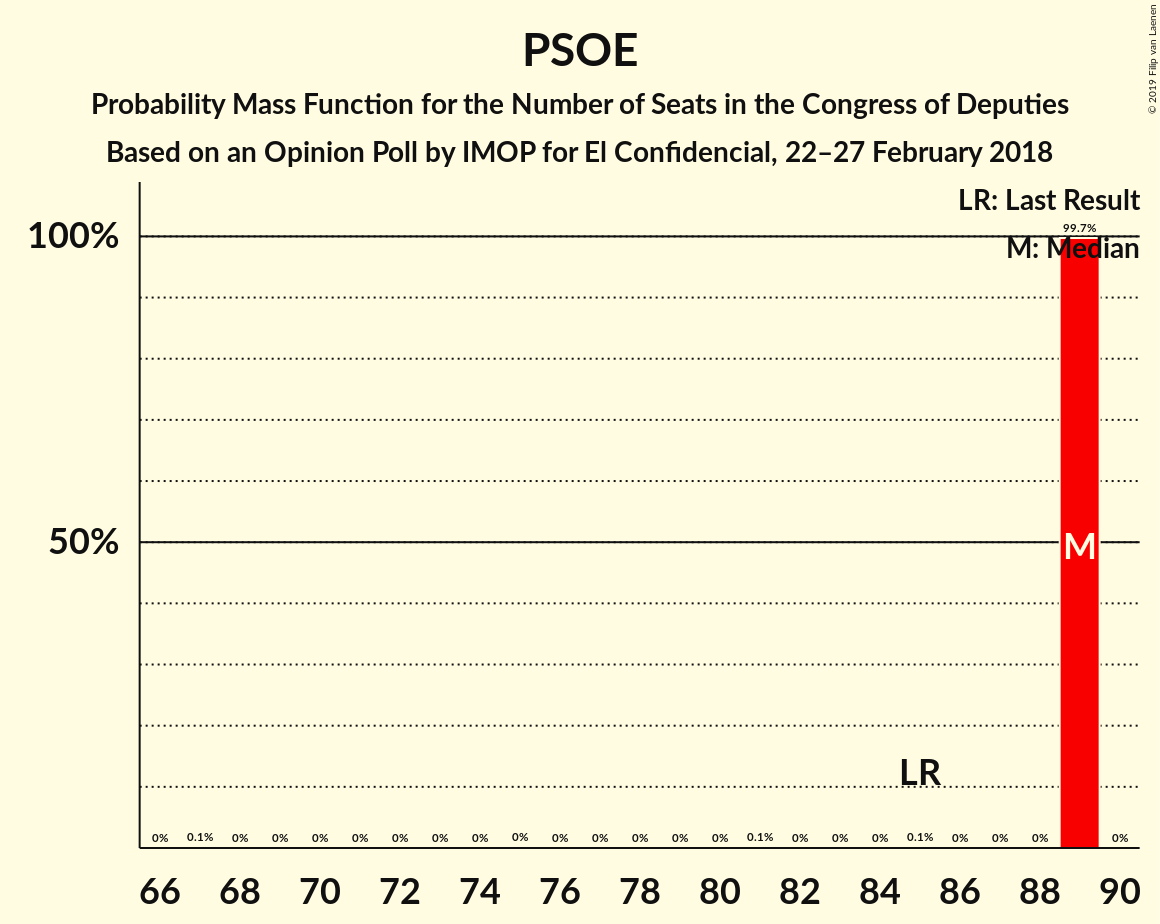 PSOE
Probability Mass Function for the Number of Seats in the Congress of Deputies
Based on an Opinion Poll by IMOP for El Confidencial, 22–27 February 2018
© 2019 Filip van Laenen
LR: Last Result
M: Median
100%
50%
99.7%
M
LR
0% 0.1% 0% 0% 0% 0% 0% 0% 0% 0% 0% 0% 0% 0% 0% 0.1% 0% 0% 0% 0.1% 0% 0% 0% 0%
66 68 70 72 74 76 78 80 82 84 86 88 90